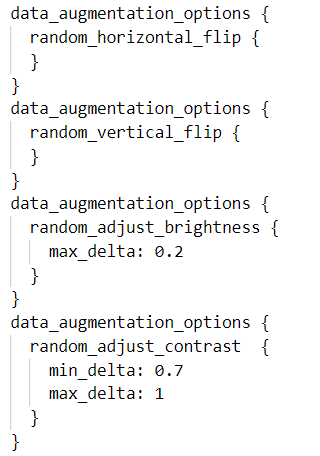 data_augmentation_options {
  random_horizontal_flip {
  }
}
data_augmentation_options {
  random_vertical_flip {
  }
}
data_augmentation_options {
  random_adjust_brightness {
    max_delta: 0.2
  }
}
data_augmentation_options {
  random_adjust_contrast  {
    min_delta: 0.7
    max_delta: 1
  }
}